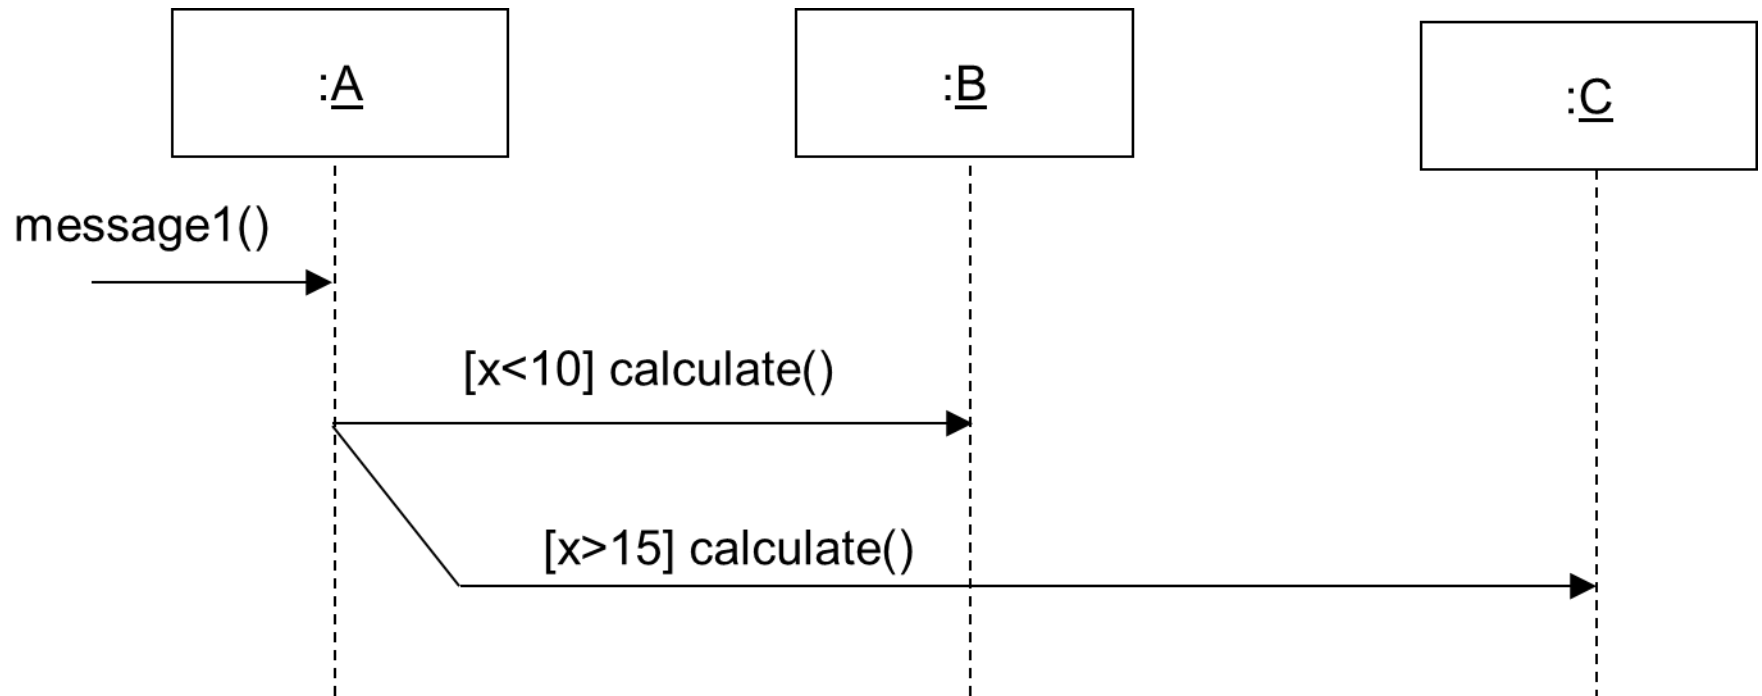 :A
:B
:C
message1()
[x<10] calculate()
[x>15] calculate()